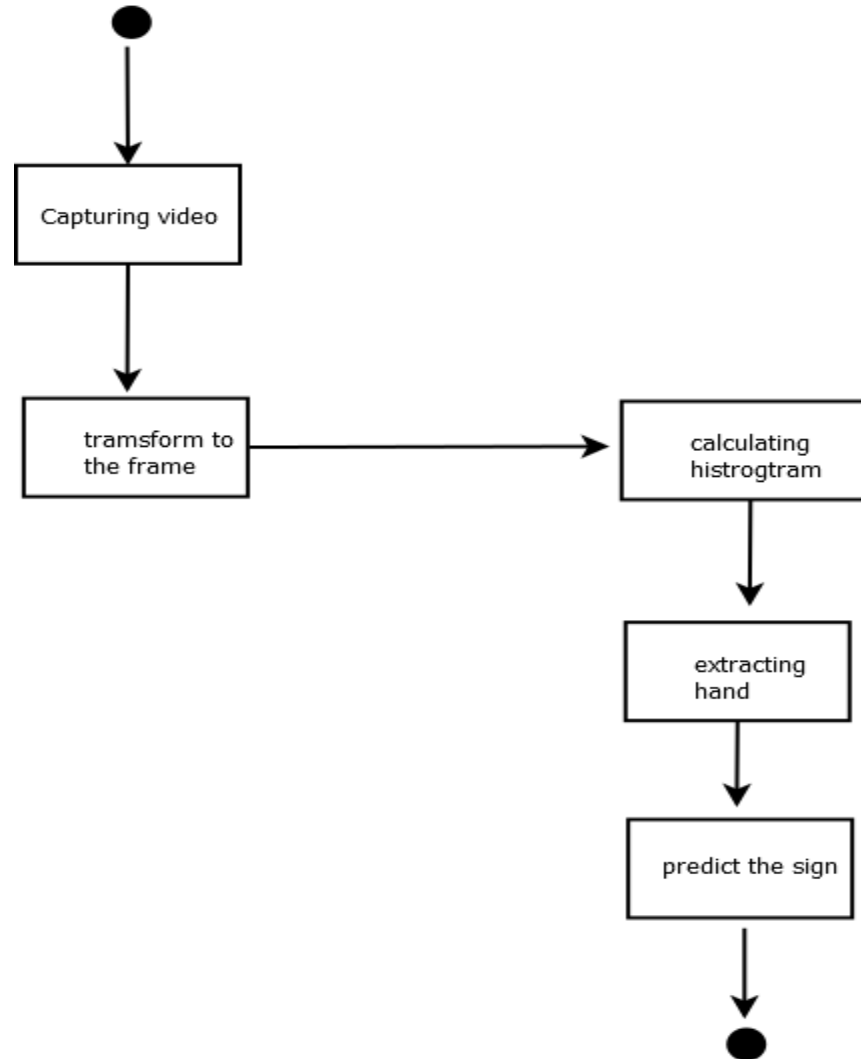 Capturing video
tramsform to
the frame
calculating
histrogtram
extracting
hand
predict the sign